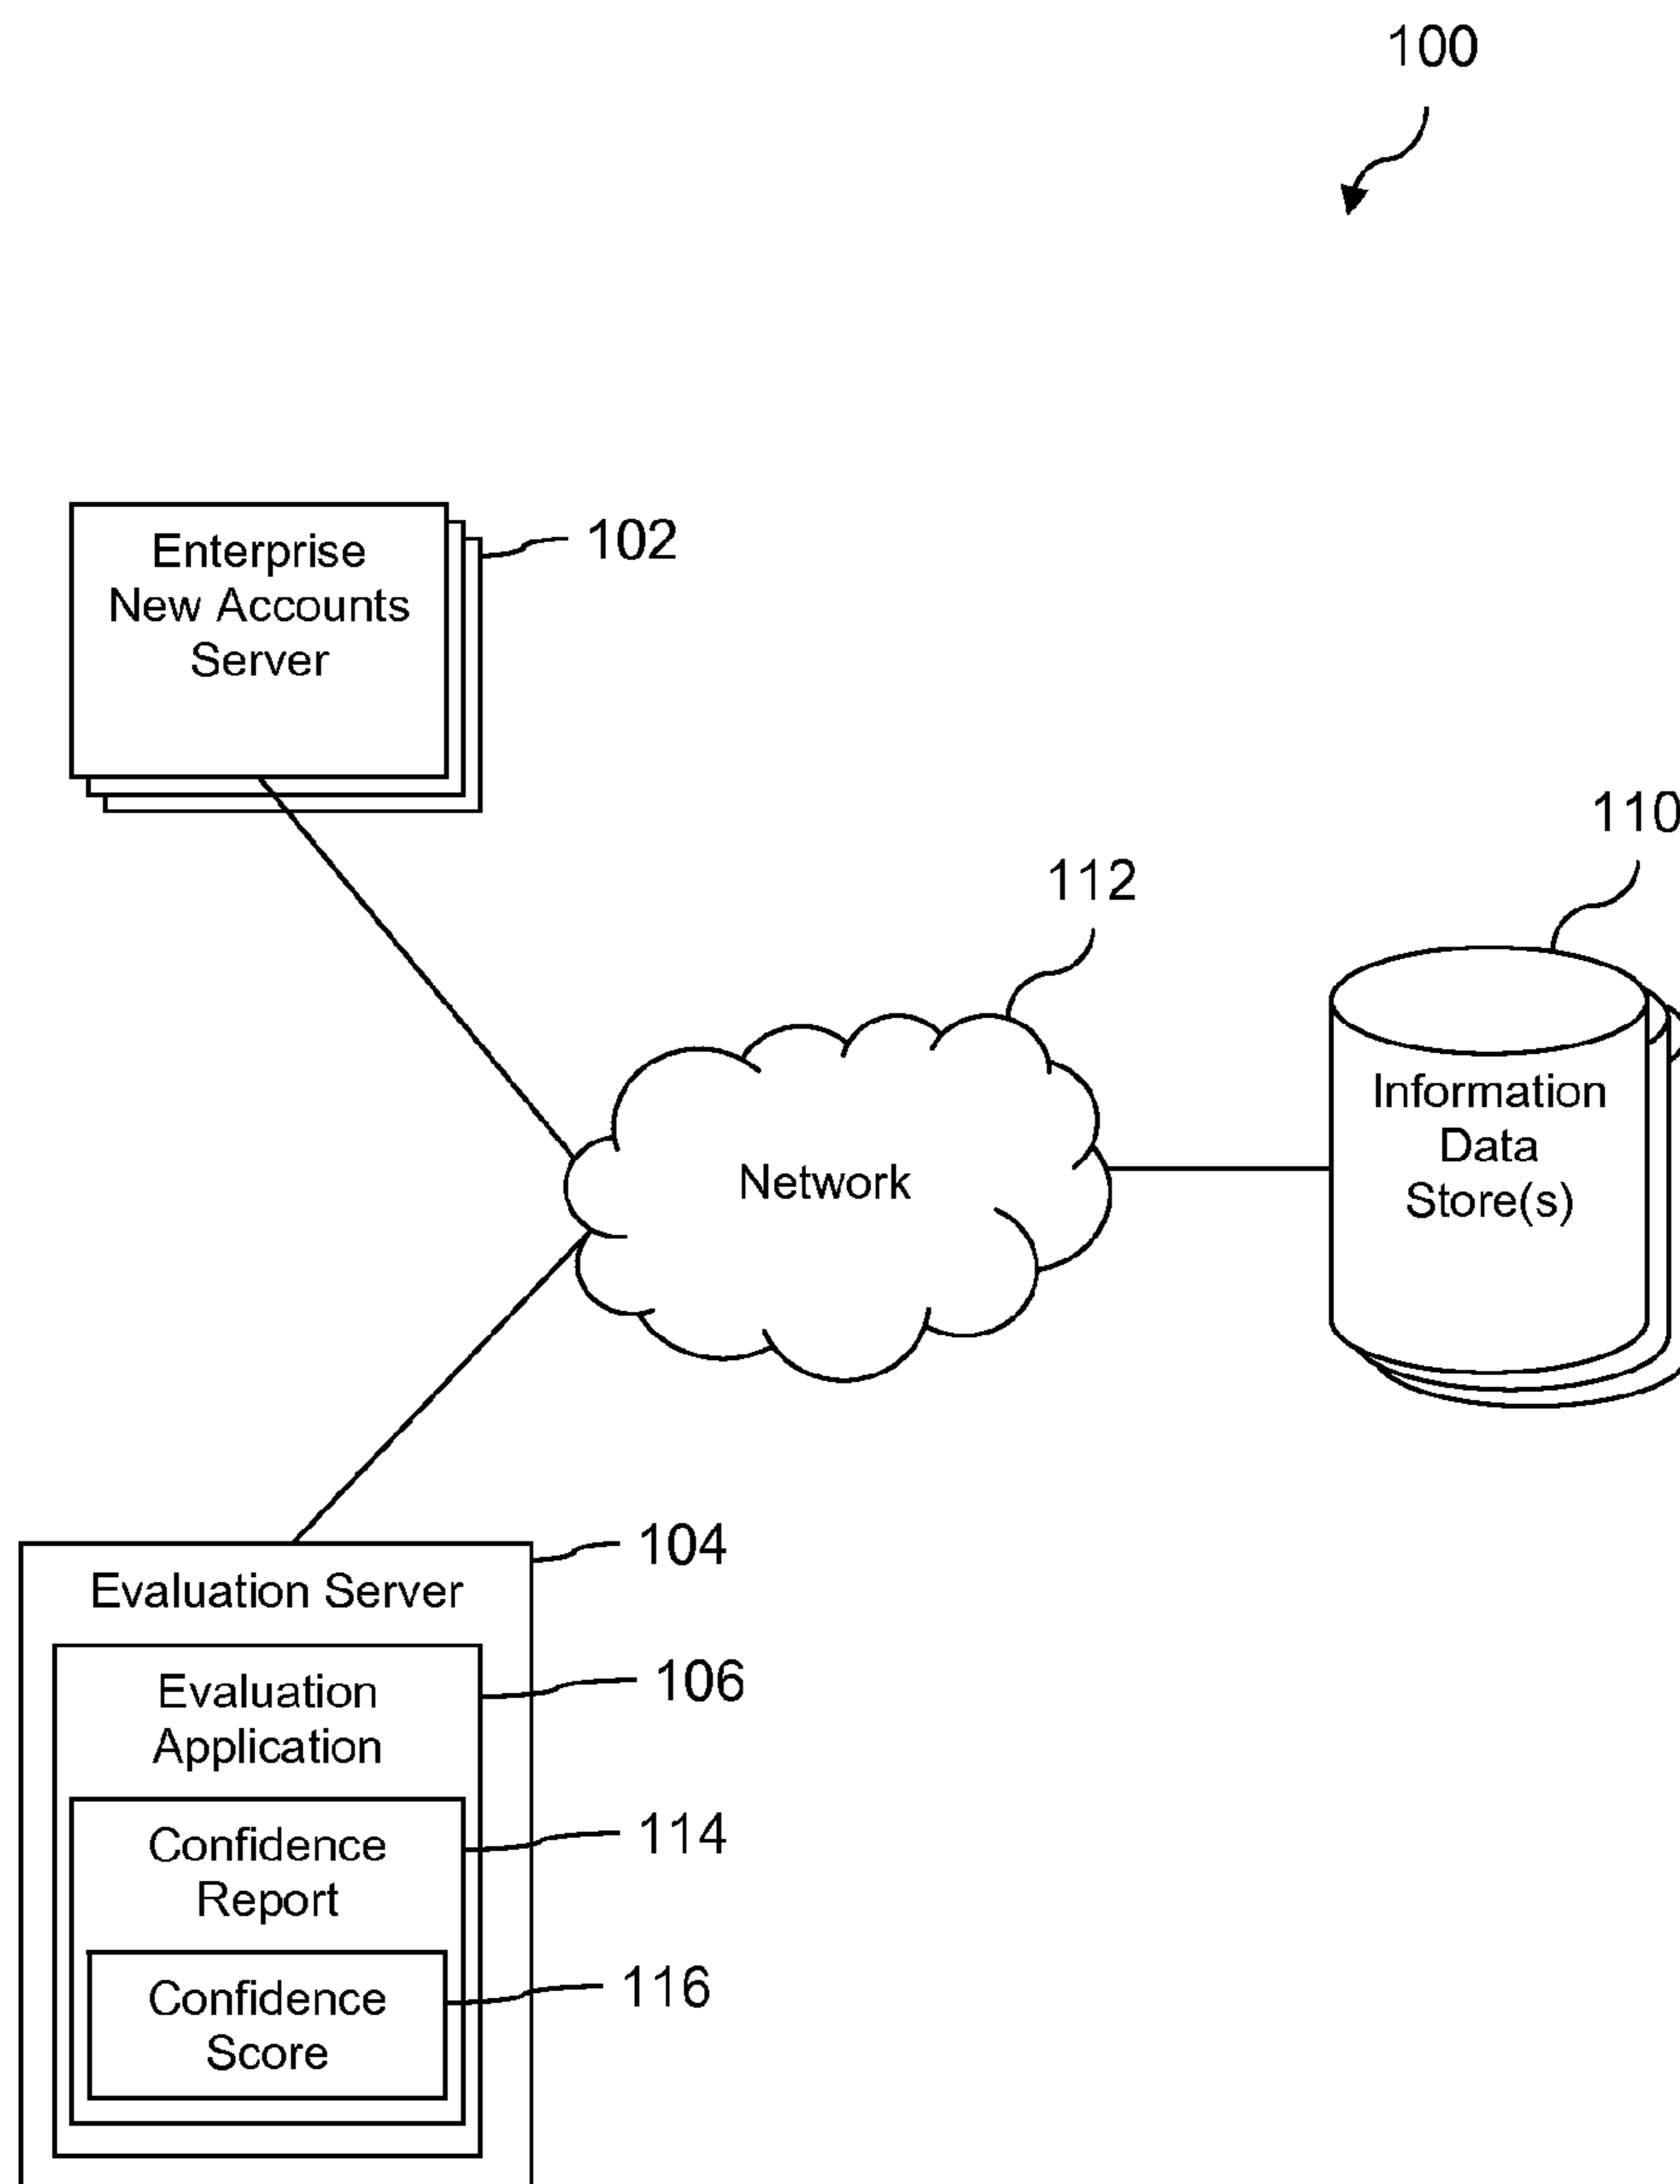 100
Enterprise
New Accounts
Server
102
110
112
Information
Data
Store(s)
Network
104
Evaluation Server
106
Evaluation
Application
114
Confidence
Report
116
Confidence
Score